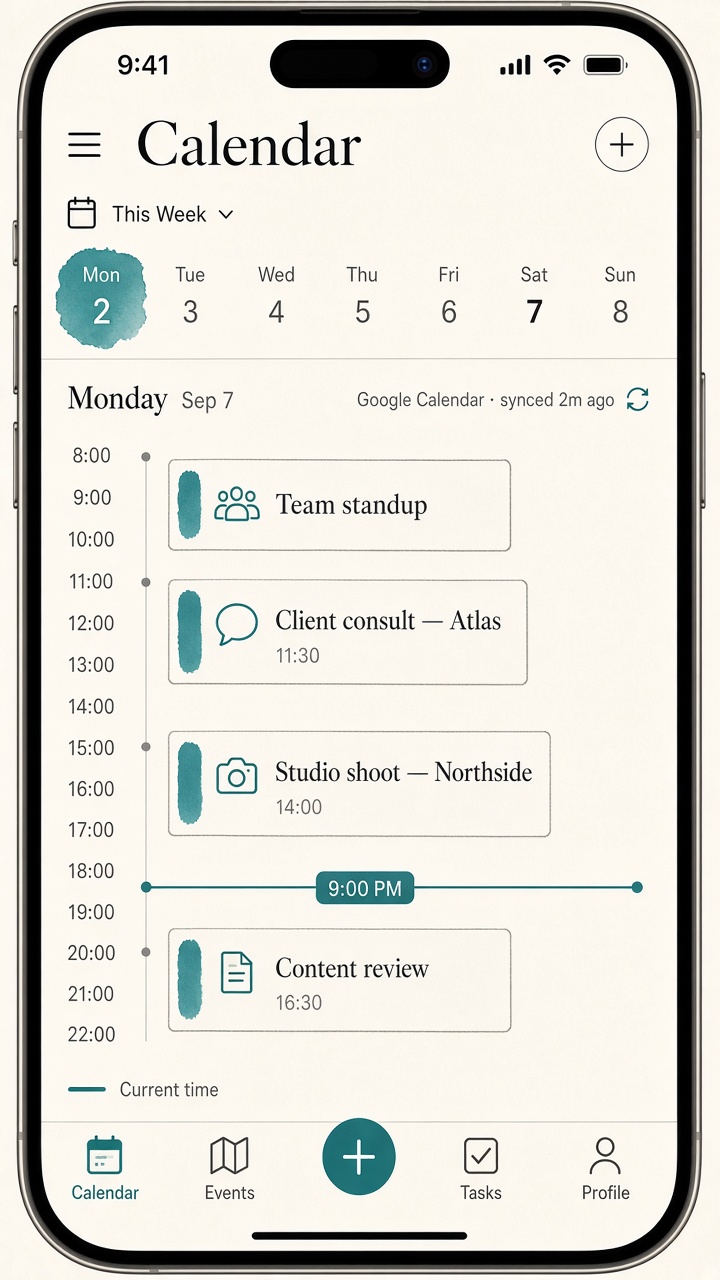 9:41
Calendar
This Week
Mon Tue Wed Thu Fri Sat Sun
2 3 4 5 6 7 8
Monday Sep 7 Google Calendar · synced 2m ago
8:00
9:00
Team standup
10:00
11:00
12:00
Client consult — Atlas
11:30
13:00
14:00
15:00
Studio shoot — Northside
16:00
14:00
17:00
18:00
9:00 PM
19:00
20:00
Content review
21:00
16:30
22:00
Current time
Calendar Events Tasks Profile